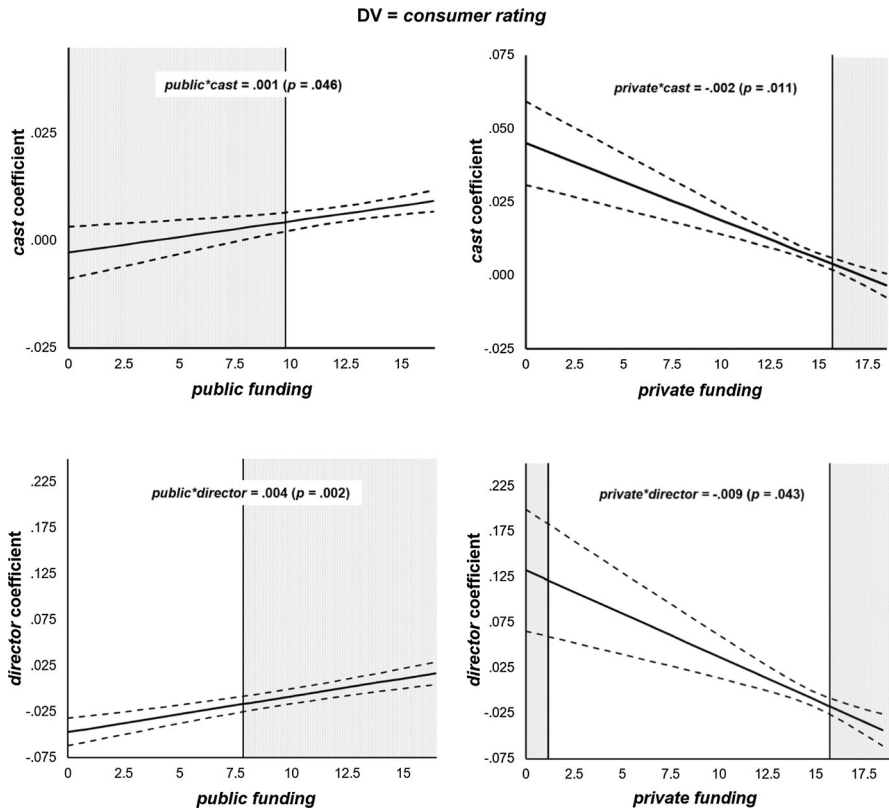 DV = consumer rating
public*cast = .001 (p = .046)
.025
.000
-.025
cast coefficient
0 2.5 5 7.5 10 12.5 15
public funding
private*cast = -.002 (p = .011)
.075
.050
.025
.000
-.025
cast coefficient
0 2.5 5 7.5 10 12.5 15 17.5
private funding
public*director = .004 (p = .002)
.225
.175
.125
.075
.025
-.025
-.075
director coefficient
0 2.5 5 7.5 10 12.5 15
public funding
private*director = -.009 (p = .043)
.225
.175
.125
.075
.025
-.025
-.075
director coefficient
0 2.5 5 7.5 10 12.5 15 17.5
private funding